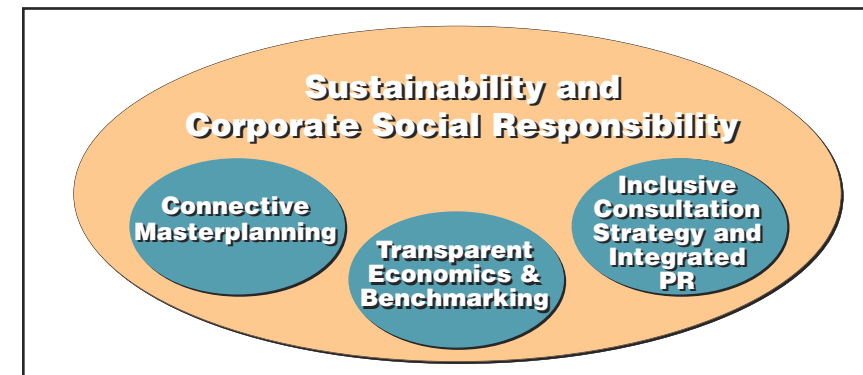 Sustainability and
Corporate Social Responsibility
Connective
Masterplanning
Transparent
Economics &
Benchmarking
Inclusive
Consultation
Strategy and
Integrated
PR